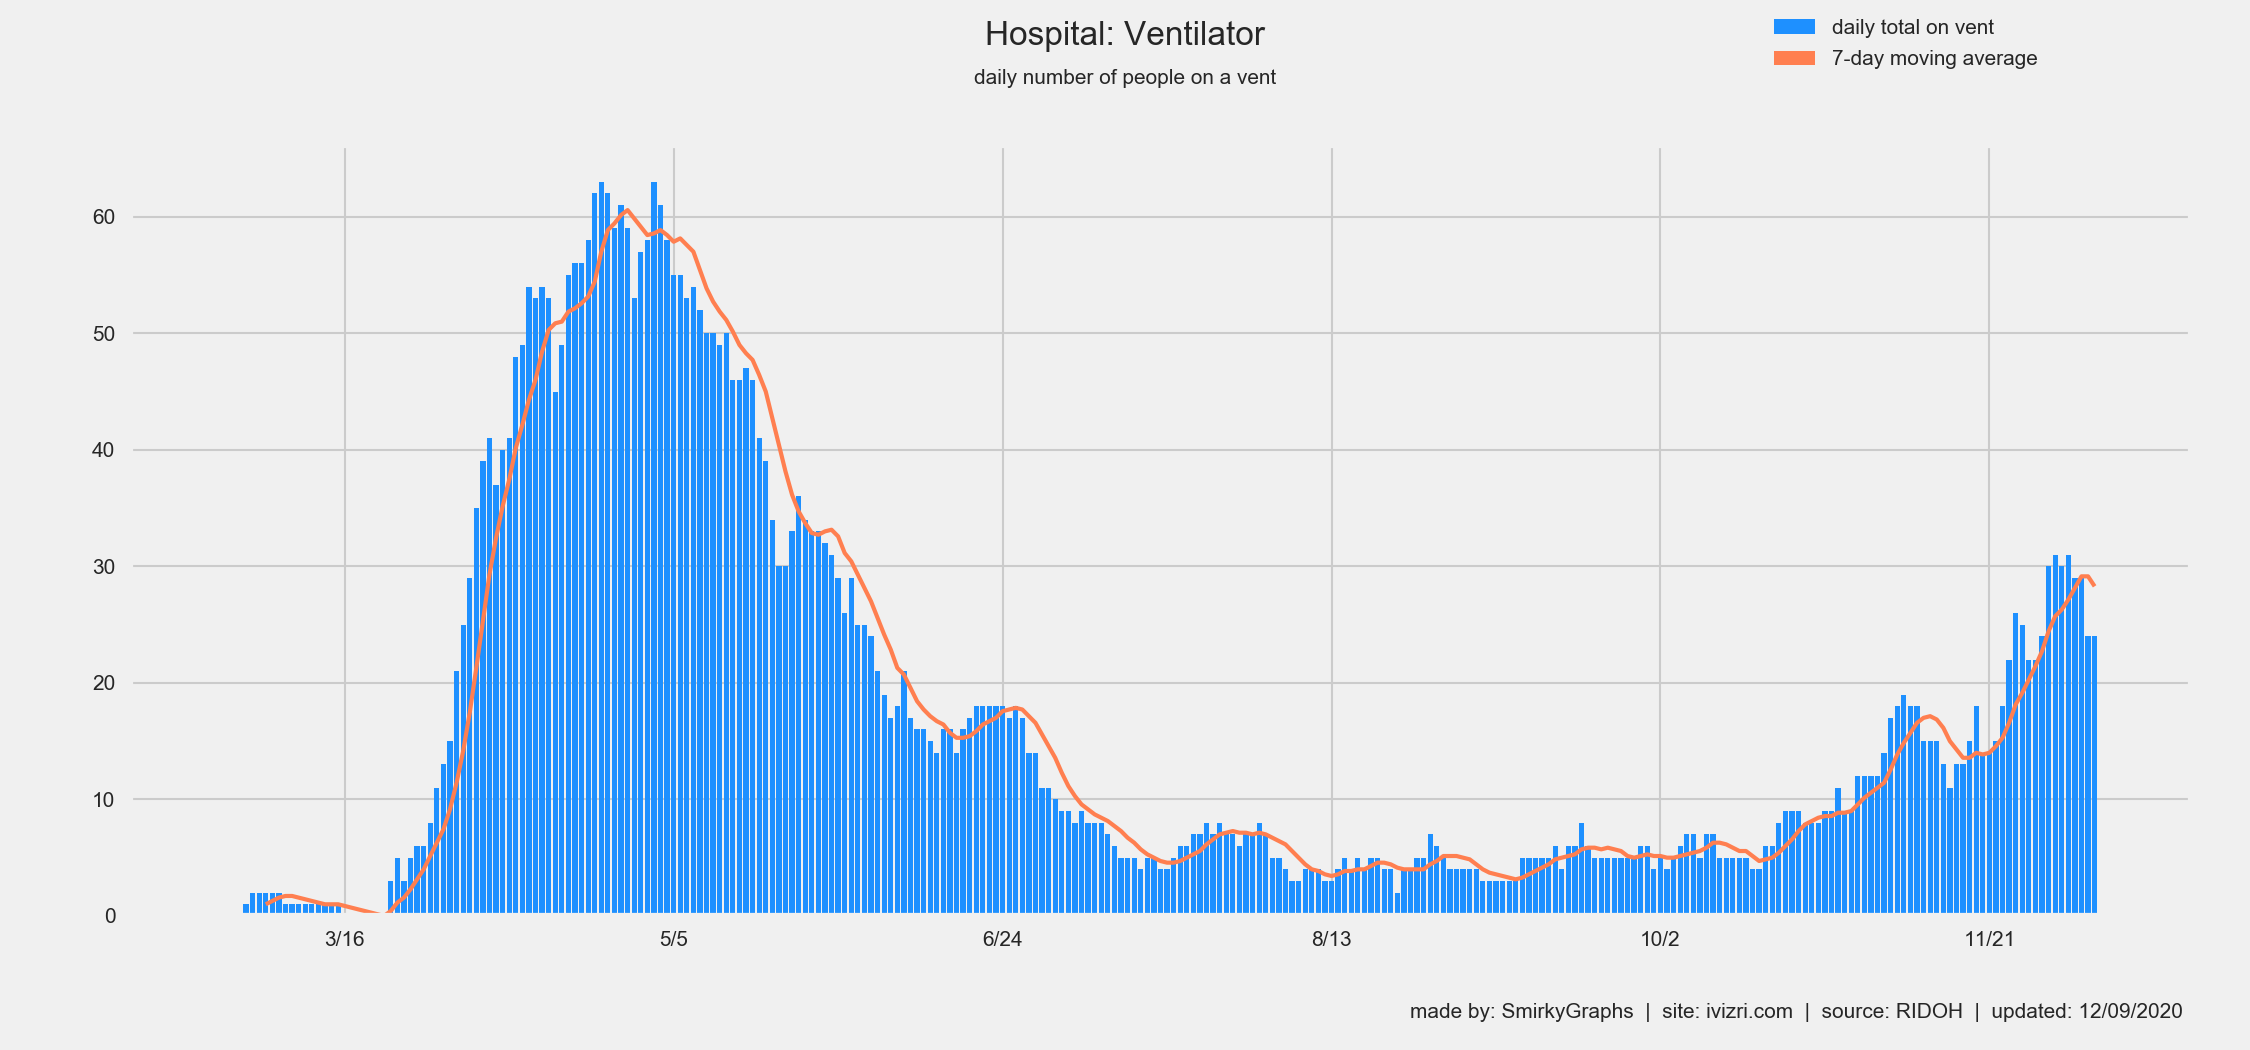 Hospital: Ventilator
daily number of people on a vent
daily total on vent
7-day moving average
60
50
40
30
20
10
0
3/16 5/5 6/24 8/13 10/2 11/21
made by: SmirkyGraphs | site: ivizri.com | source: RIDOH | updated: 12/09/2020